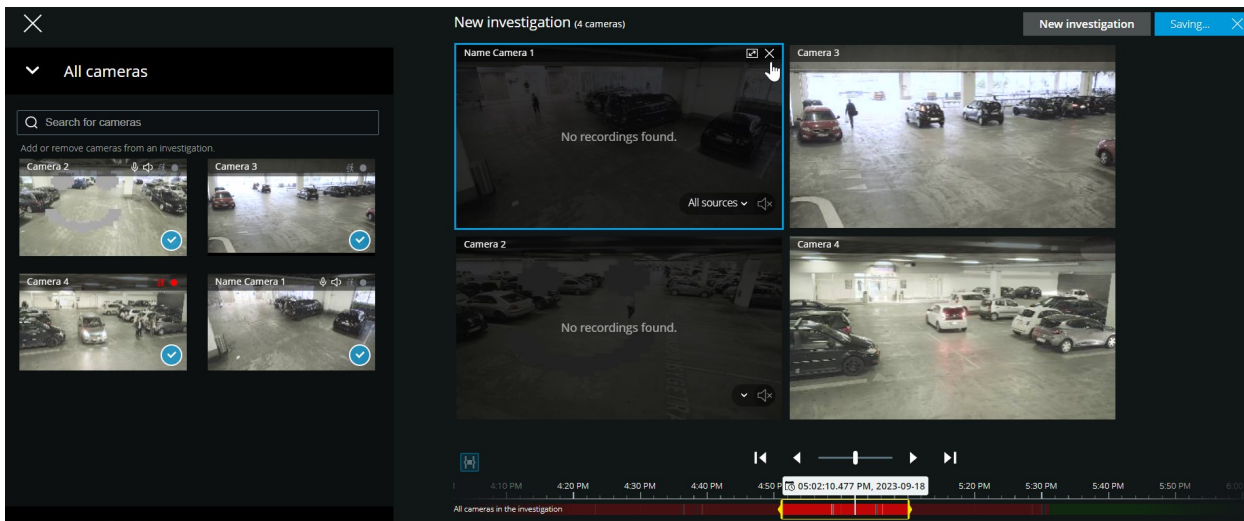 New investigation (4 cameras)
New investigation
Saving...
All cameras
Search for cameras
Add or remove cameras from an investigation.
Camera 2
Camera 3
Camera 4
Name Camera 1
Name Camera 1
No recordings found.
All sources
Camera 3
Camera 2
No recordings found.
Camera 4
05:02:10.477 PM, 2023-09-18
4:10 PM 4:20 PM 4:30 PM 4:40 PM 4:50 P 5:20 PM 5:30 PM 5:40 PM 5:50 PM 6:00
All cameras in the investigation